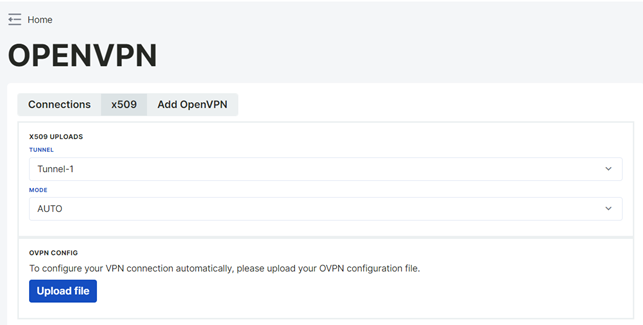 Home
OPENVPN
Connections x509 Add OpenVPN
X509 UPLOADS
TUNNEL
Tunnel-1
MODE
AUTO
OVPN CONFIG
To configure your VPN connection automatically, please upload your OVPN configuration file.
Upload file